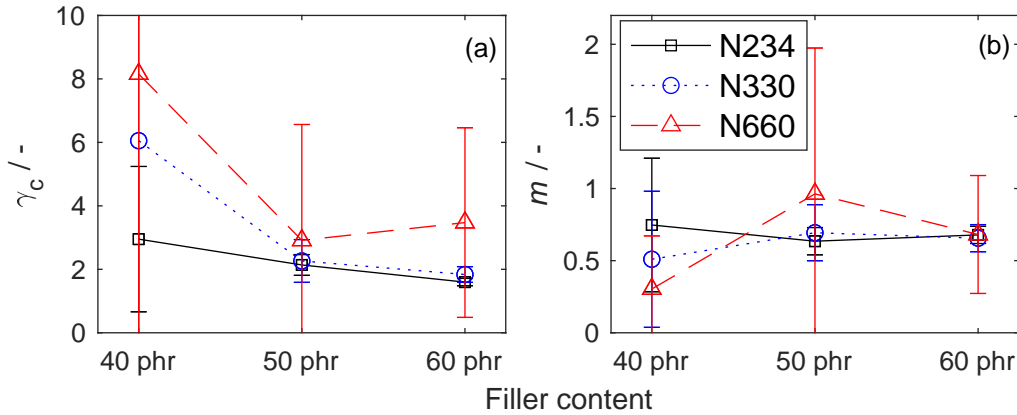 (a)
10
8
6
4
2
0
γc / -
40 phr 50 phr 60 phr
(b)
N234
N330
N660
2
1.5
1
0.5
0
m / -
40 phr 50 phr 60 phr
Filler content